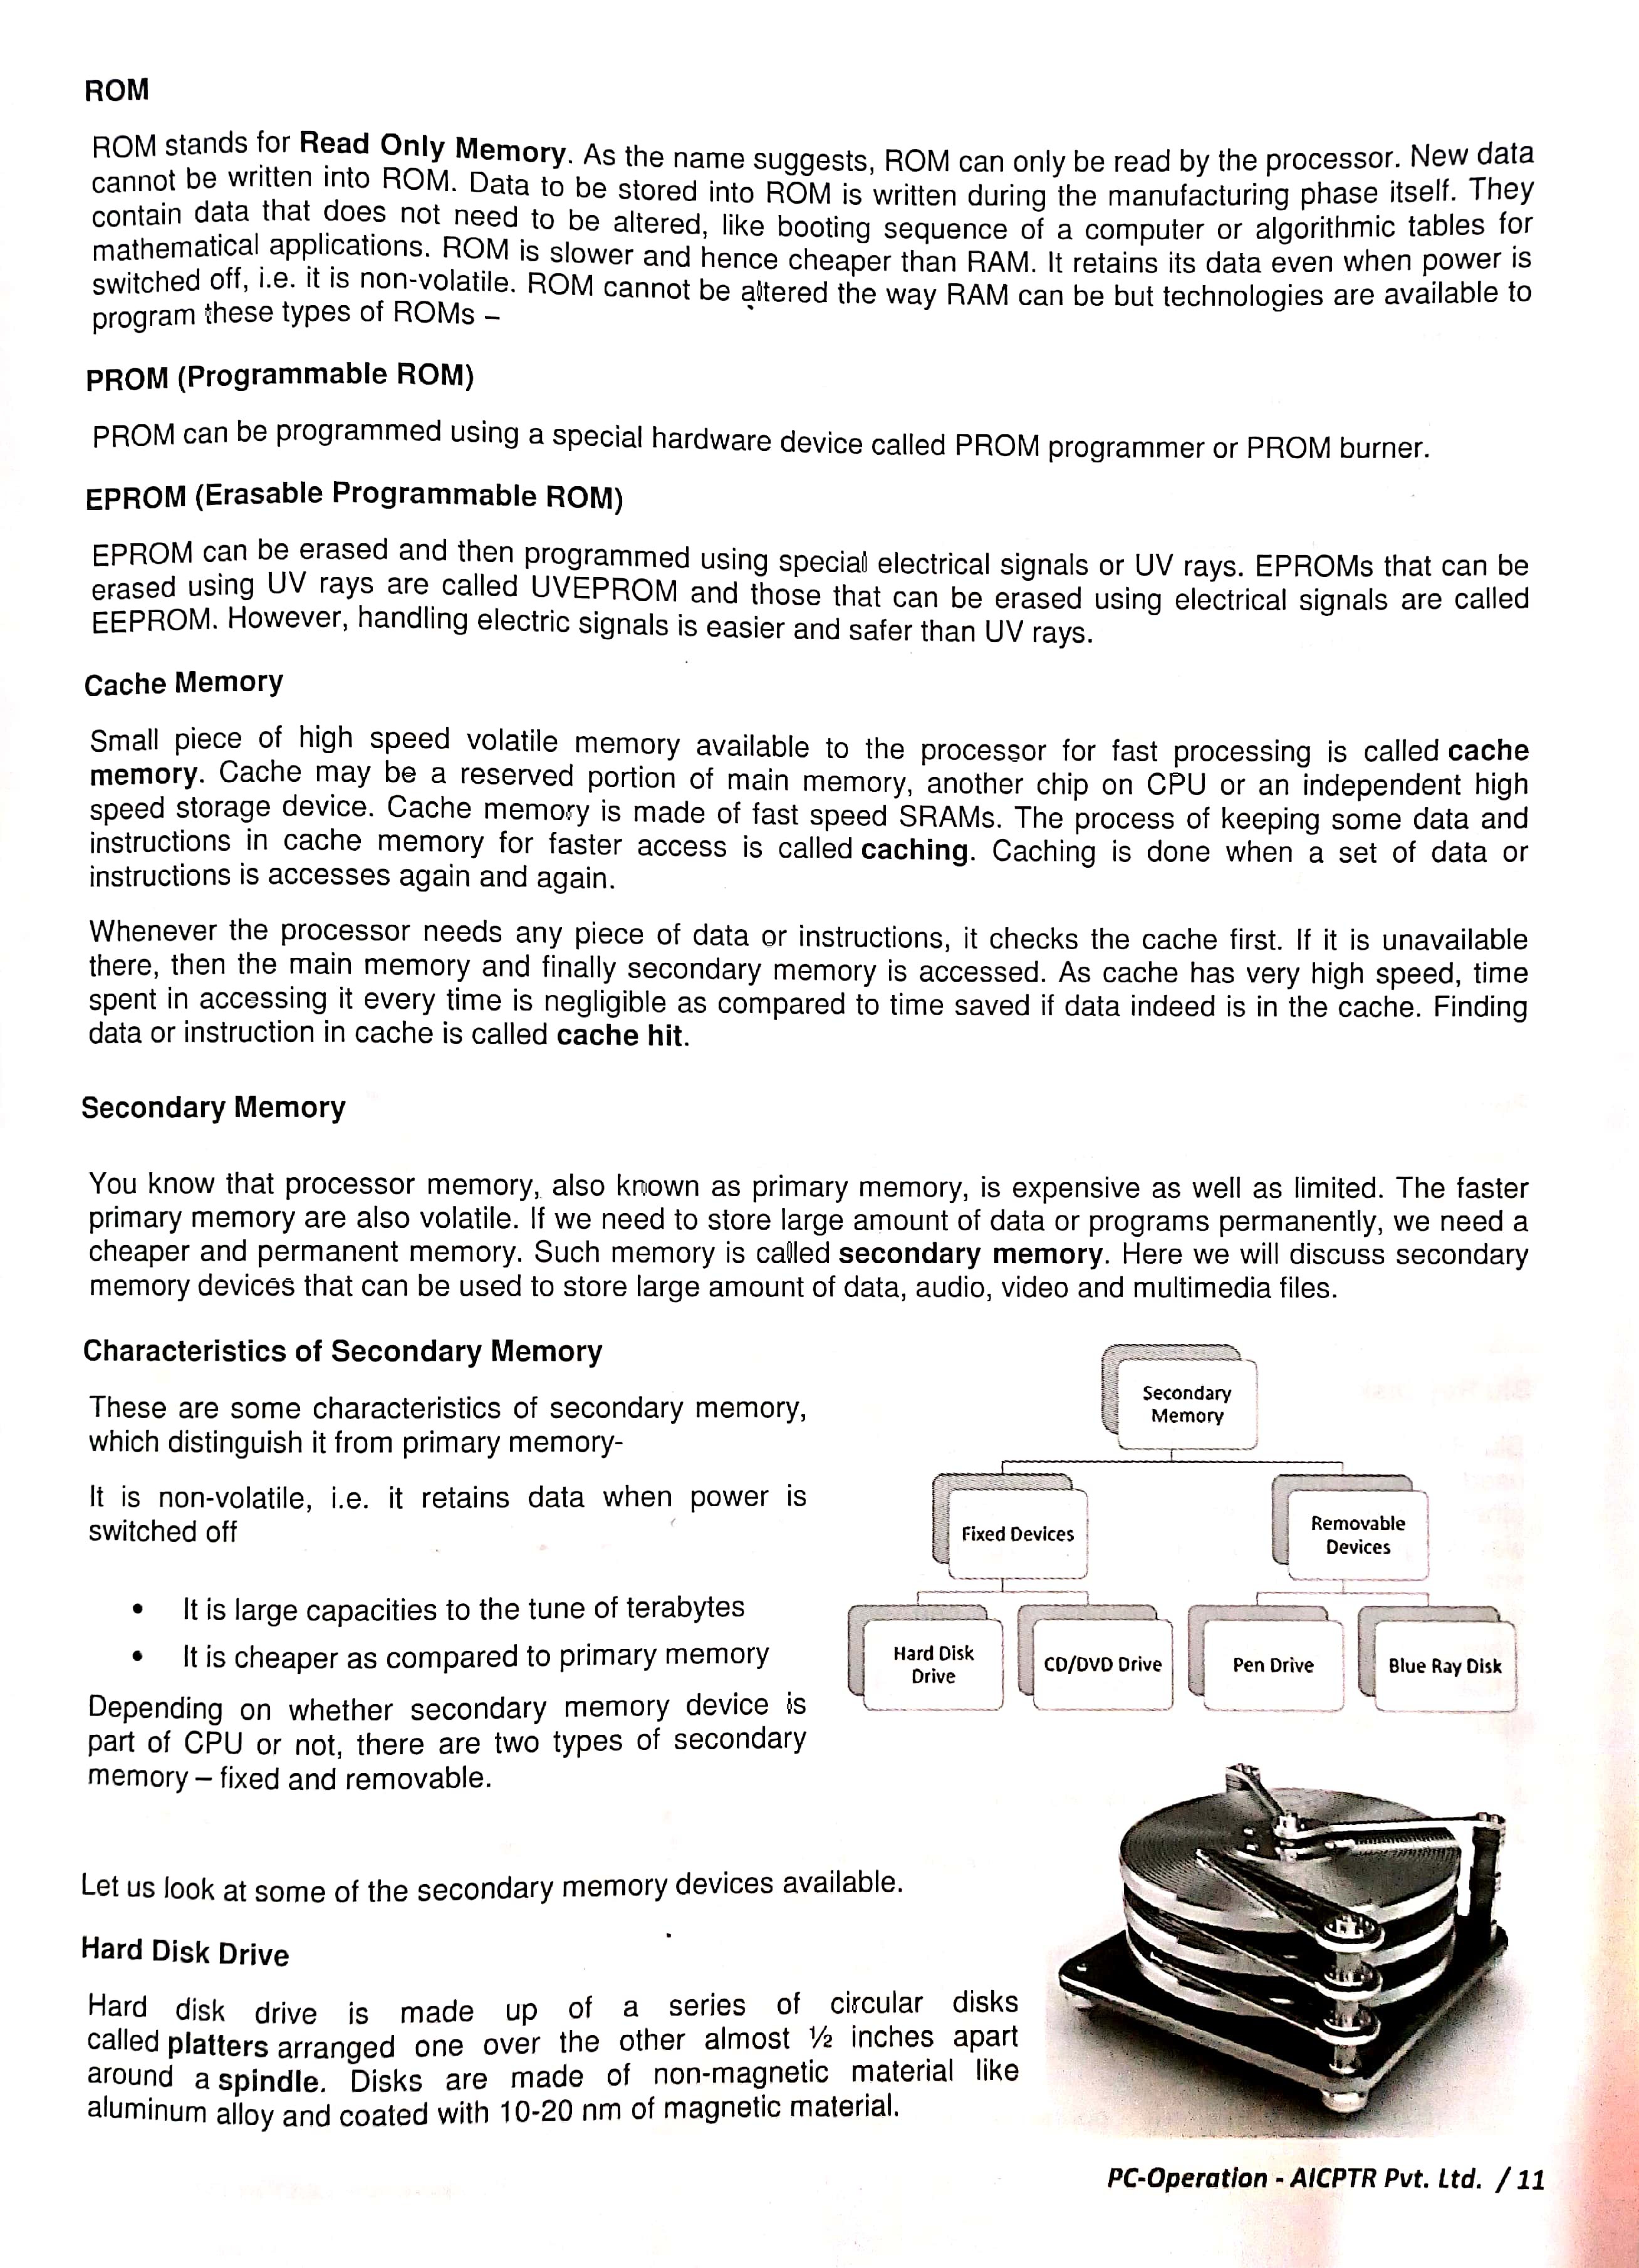 ROM
ROM stands for Read Only Memory. As the name suggests, ROM can only be read by the processor. New data
cannot be written into ROM. Data to be stored into ROM is written during the manufacturing phase itself. They
contain data that does not need to be altered, like booting sequence of a computer or algorithmic tables for
mathematical applications. ROM is slower and hence cheaper than RAM. It retains its data even when power is
switched off, i.e. it is non-volatile. ROM cannot be altered the way RAM can be but technologies are available to
program these types of ROMs –
PROM (Programmable ROM)
PROM can be programmed using a special hardware device called PROM programmer or PROM burner.
EPROM (Erasable Programmable ROM)
EPROM can be erased and then programmed using special electrical signals or UV rays. EPROMs that can be
erased using UV rays are called UVEPROM and those that can be erased using electrical signals are called
EEPROM. However, handling electric signals is easier and safer than UV rays.
Cache Memory
Small piece of high speed volatile memory available to the processor for fast processing is called cache
memory. Cache may be a reserved portion of main memory, another chip on CPU or an independent high
speed storage device. Cache memory is made of fast speed SRAMs. The process of keeping some data and
instructions in cache memory for faster access is called caching. Caching is done when a set of data or
instructions is accesses again and again.
Whenever the processor needs any piece of data or instructions, it checks the cache first. If it is unavailable
there, then the main memory and finally secondary memory is accessed. As cache has very high speed, time
spent in accessing it every time is negligible as compared to time saved if data indeed is in the cache. Finding
data or instruction in cache is called cache hit.
Secondary Memory
You know that processor memory, also known as primary memory, is expensive as well as limited. The faster
primary memory are also volatile. If we need to store large amount of data or programs permanently, we need a
cheaper and permanent memory. Such memory is called secondary memory. Here we will discuss secondary
memory devices that can be used to store large amount of data, audio, video and multimedia files.
Characteristics of Secondary Memory
These are some characteristics of secondary memory,
which distinguish it from primary memory-
It is non-volatile, i.e. it retains data when power is
switched off
• It is large capacities to the tune of terabytes
• It is cheaper as compared to primary memory
Depending on whether secondary memory device is
part of CPU or not, there are two types of secondary
memory – fixed and removable.
Secondary
Memory
Fixed Devices
Removable
Devices
Hard Disk
Drive
CD/DVD Drive
Pen Drive
Blue Ray Disk
Let us look at some of the secondary memory devices available.
Hard Disk Drive
Hard disk drive is made up of a series of circular disks
called platters arranged one over the other almost ½ inches apart
around a spindle. Disks are made of non-magnetic material like
aluminum alloy and coated with 10-20 nm of magnetic material.
PC-Operation - AICPTR Pvt. Ltd. / 11